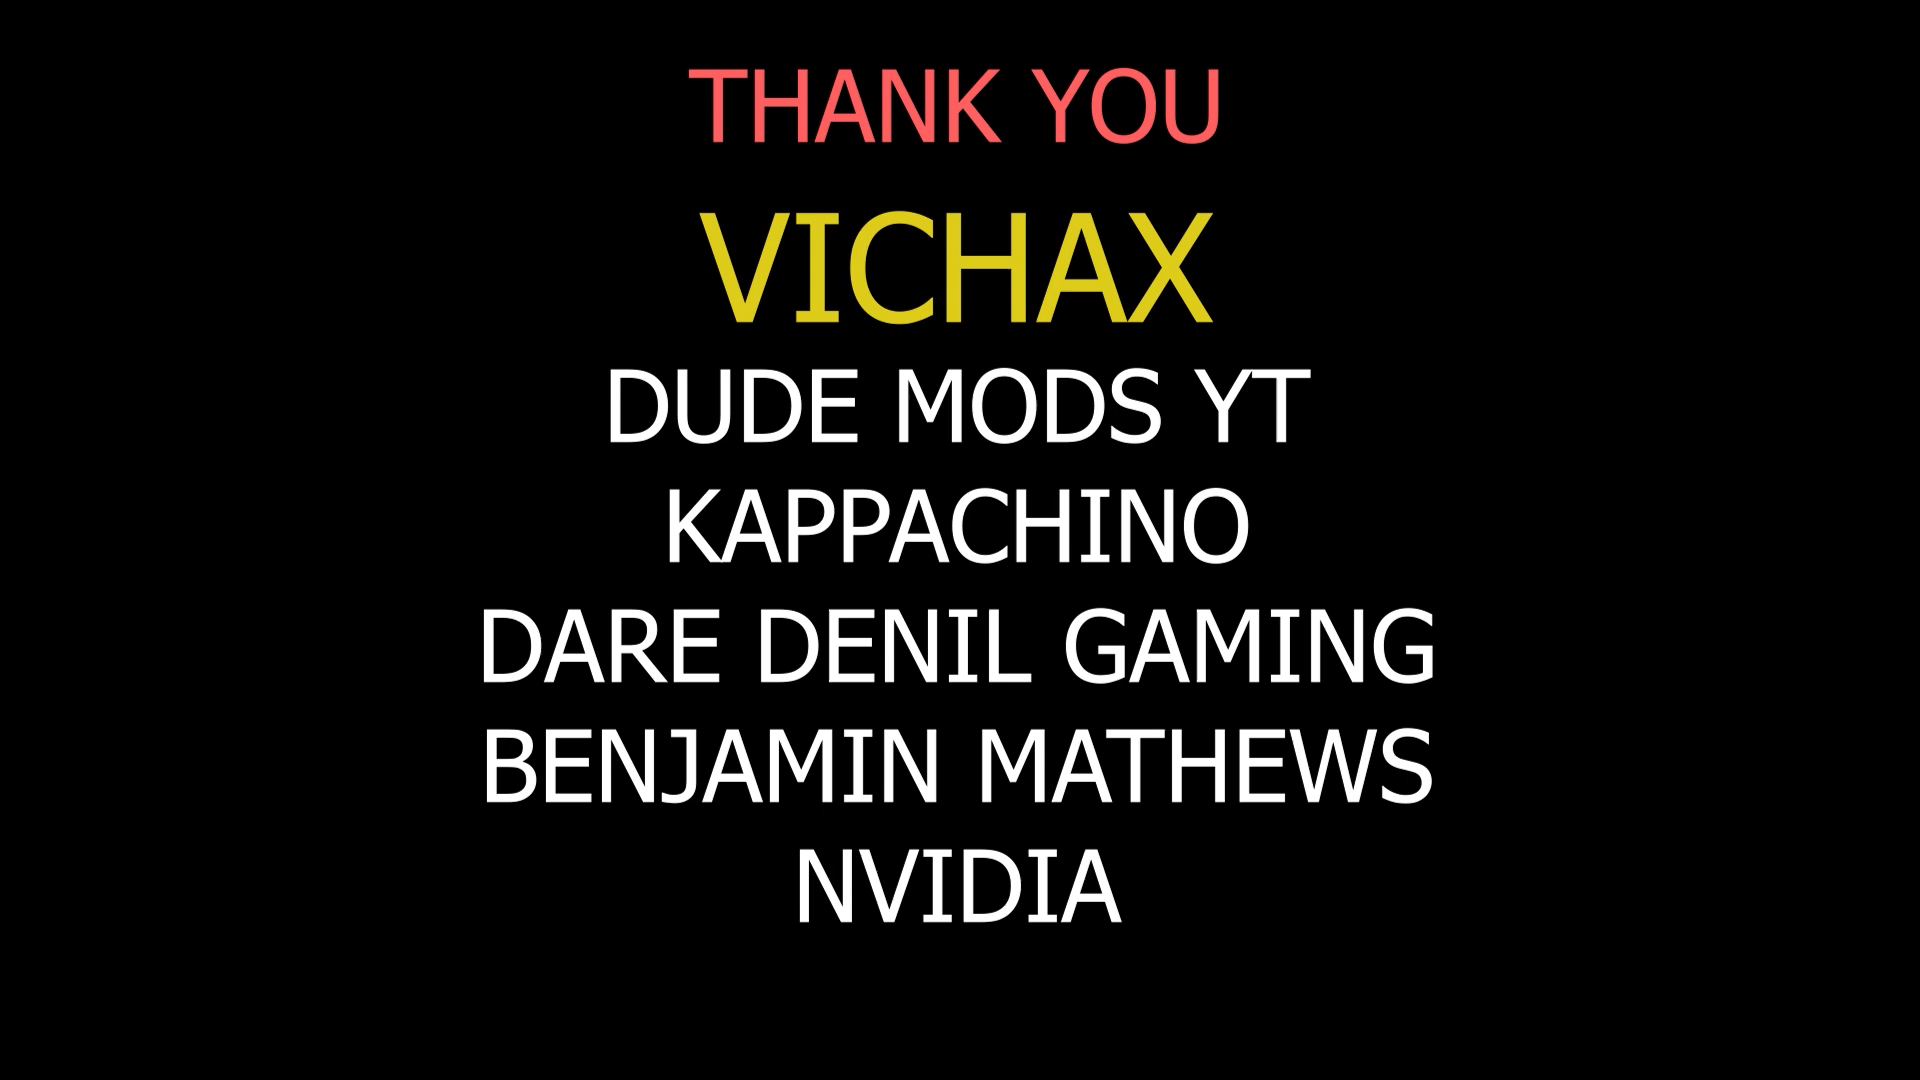 THANK YOU
VICHAX
DUDE MODS YT
KAPPACHINO
DARE DENIL GAMING
BENJAMIN MATHEWS
NVIDIA